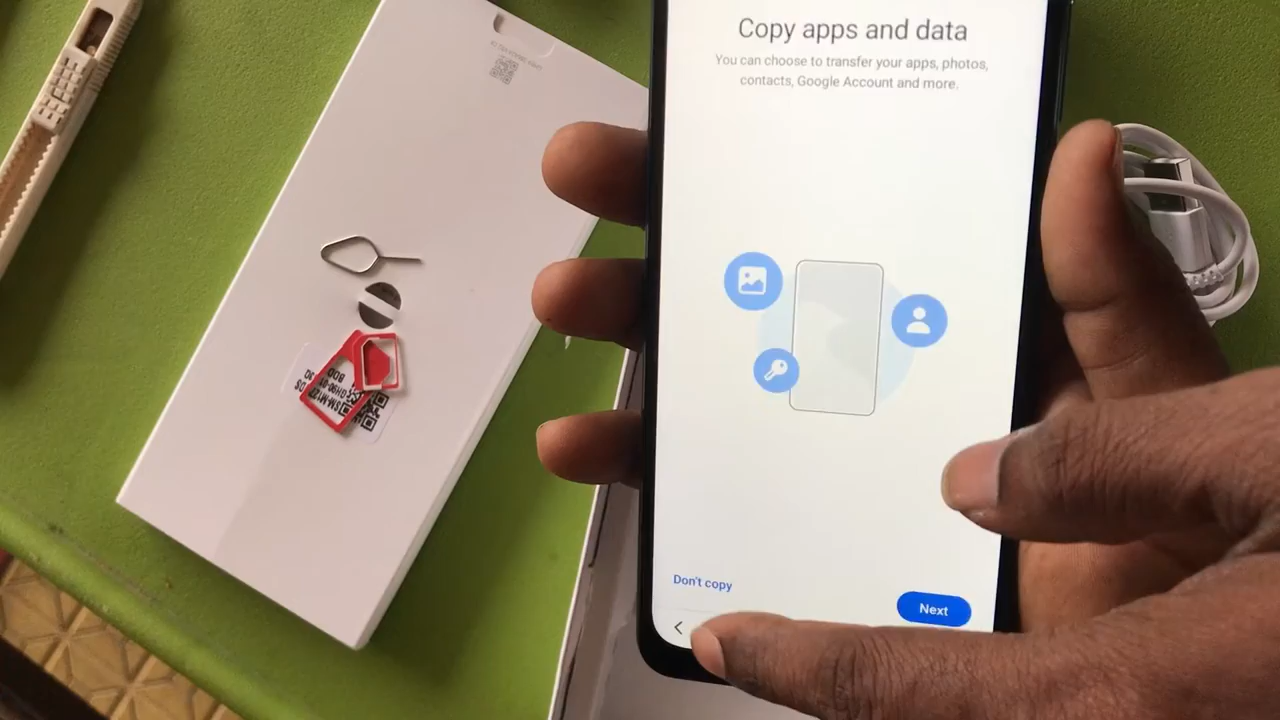 Copy apps and data
You can choose to transfer your apps, photos,
contacts, Google Account and more.
Don't copy
Next